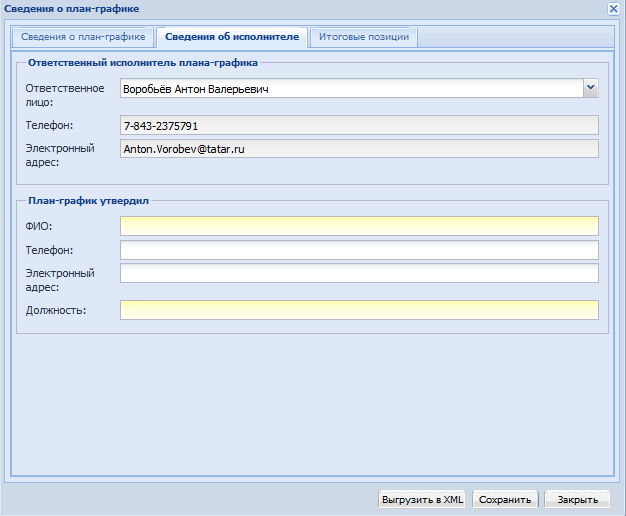 Сведения о план-графике
Сведения о план-графике Сведения об исполнителе Итоговые позиции
Ответственный исполнитель плана-графика
Ответственное
лицо:
Воробьёв Антон Валерьевич
Телефон: 7-843-2375791
Электронный
адрес:
Anton.Vorobev@tatar.ru
План-график утвердил
ФИО:
Телефон:
Электронный
адрес:
Должность:
Выгрузить в XML Сохранить Закрыть